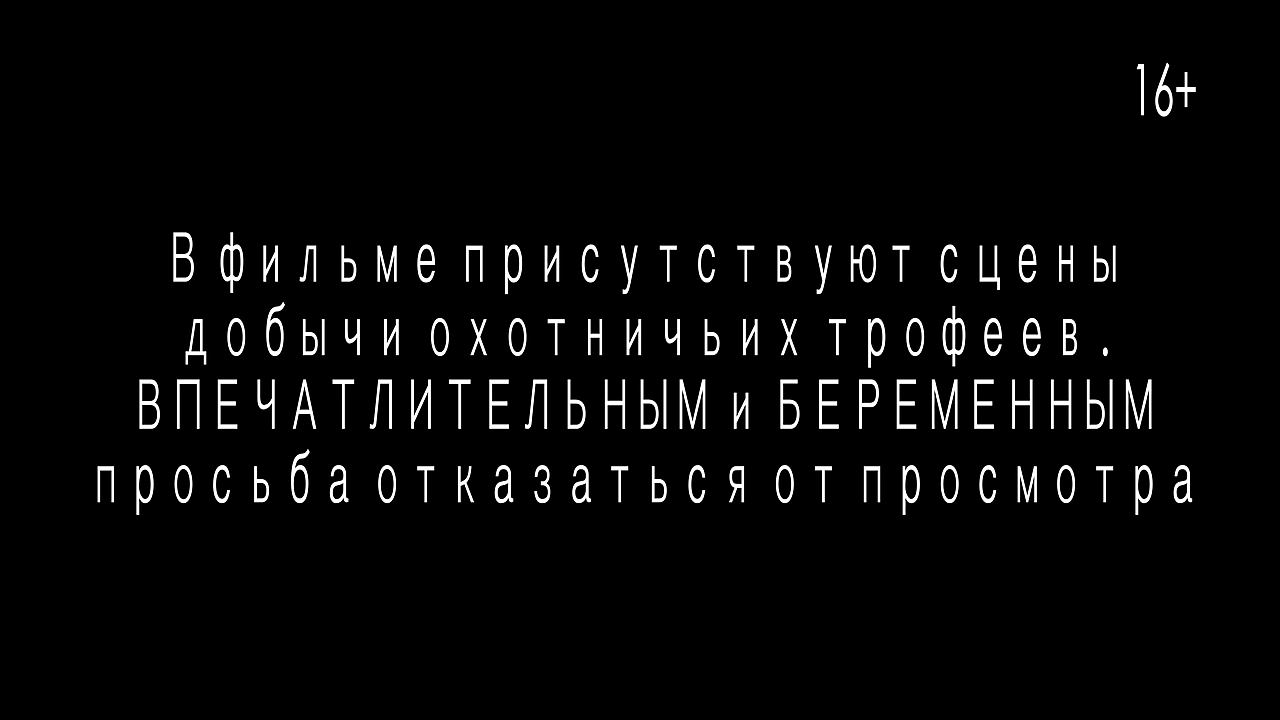 16+
В фильме присутствуют сцены
добычи охотничьих трофеев.
ВПЕЧАТЛИТЕЛЬНЫМ и БЕРЕМЕННЫМ
просьба отказаться от просмотра